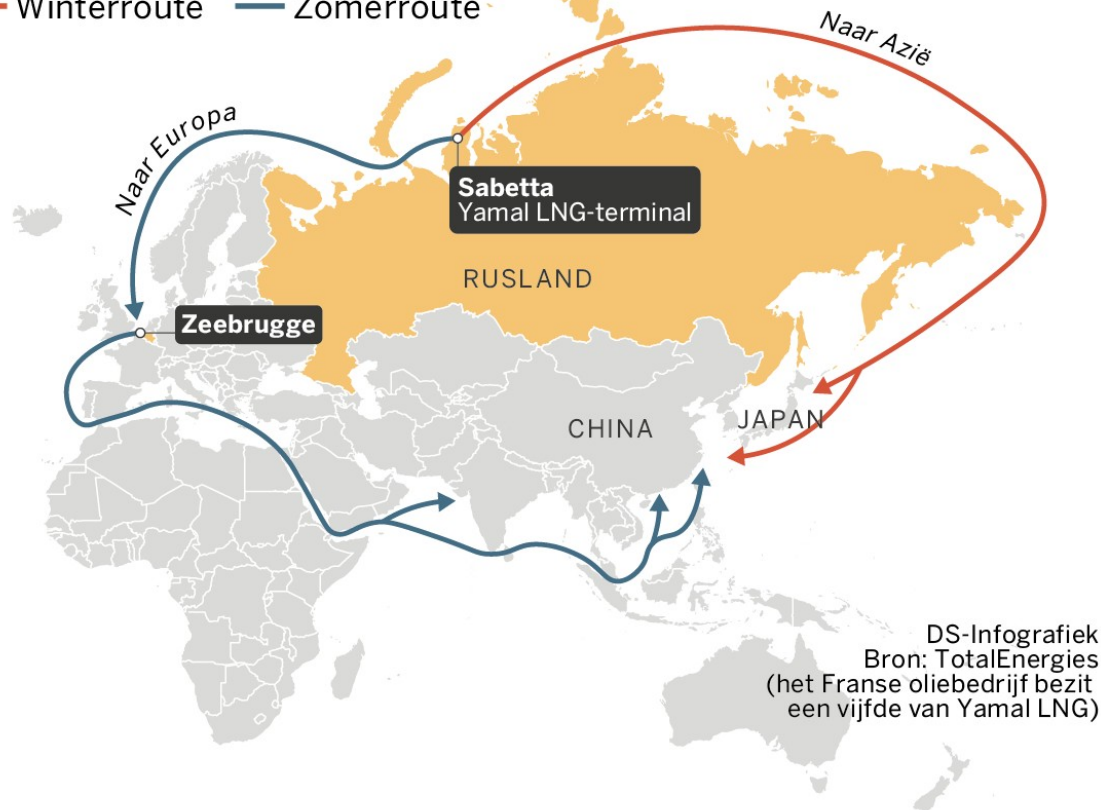 Winterroute
Zomerroute
Naar Azië
Naar Europa
Sabetta
Yamal LNG-terminal
RUSLAND
Zeebrugge
CHINA
JAPAN
DS-Infografiek
Bron: TotalEnergies
(het Franse oliebedrijf bezit
een vijfde van Yamal LNG)